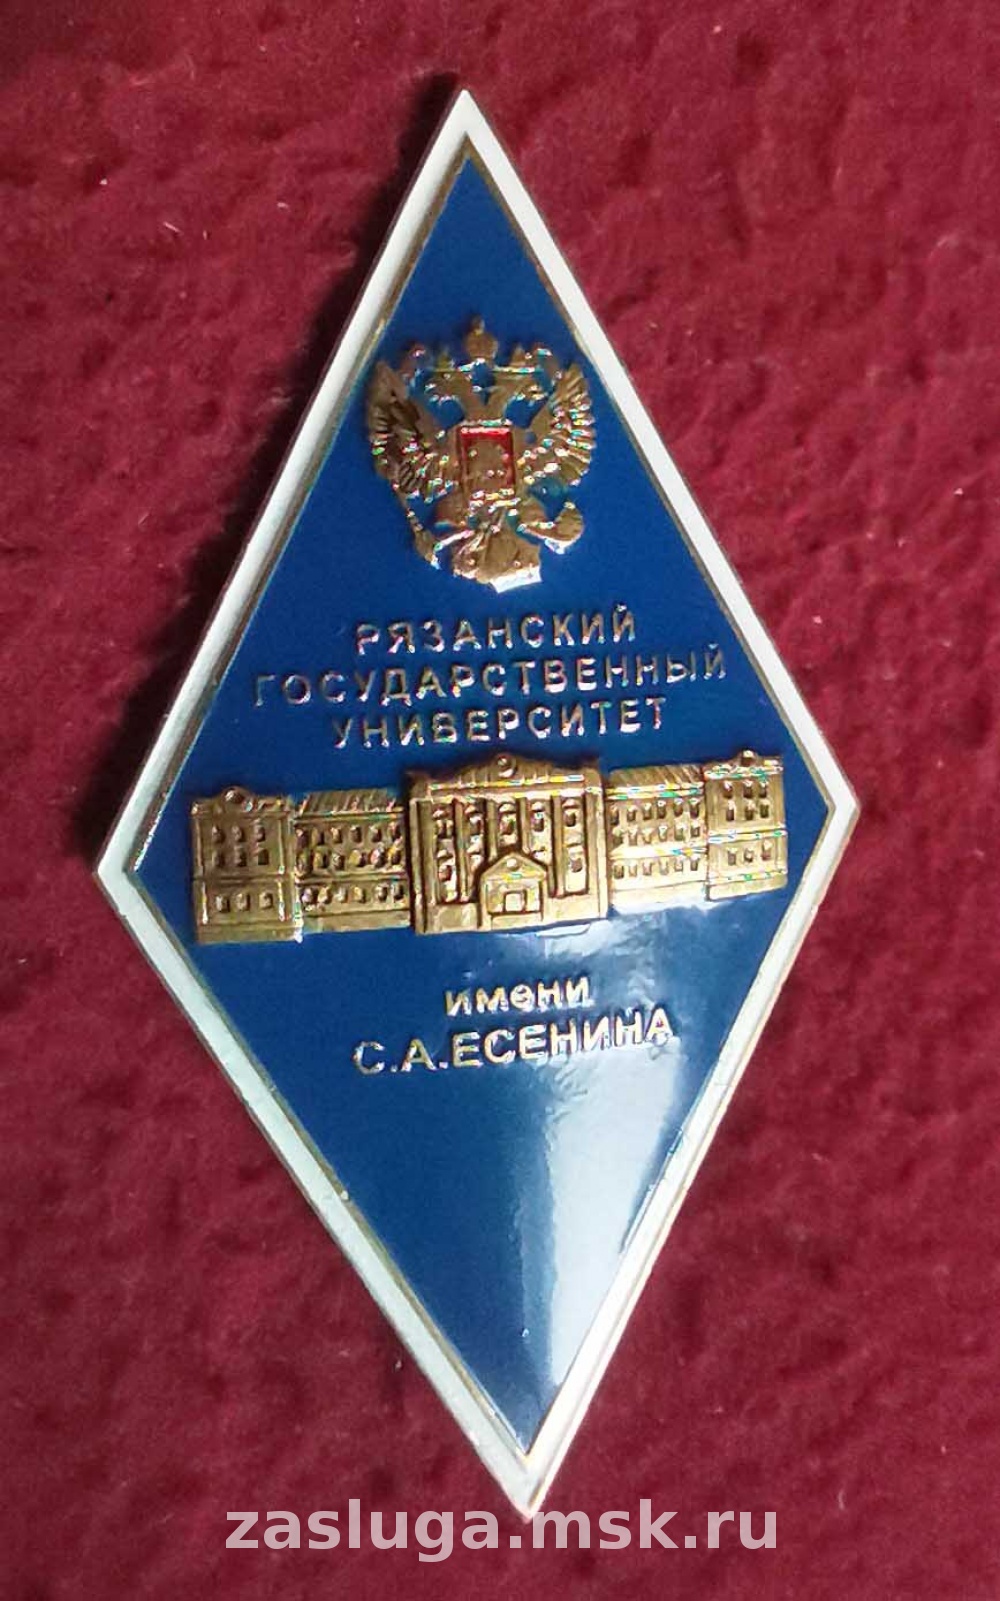 РЯЗАНСКИЙ
ГОСУДАРСТВЕННЫЙ
УНИВЕРСИТЕТ
имени
С.А.ЕСЕНИНА
zasluga.msk.ru